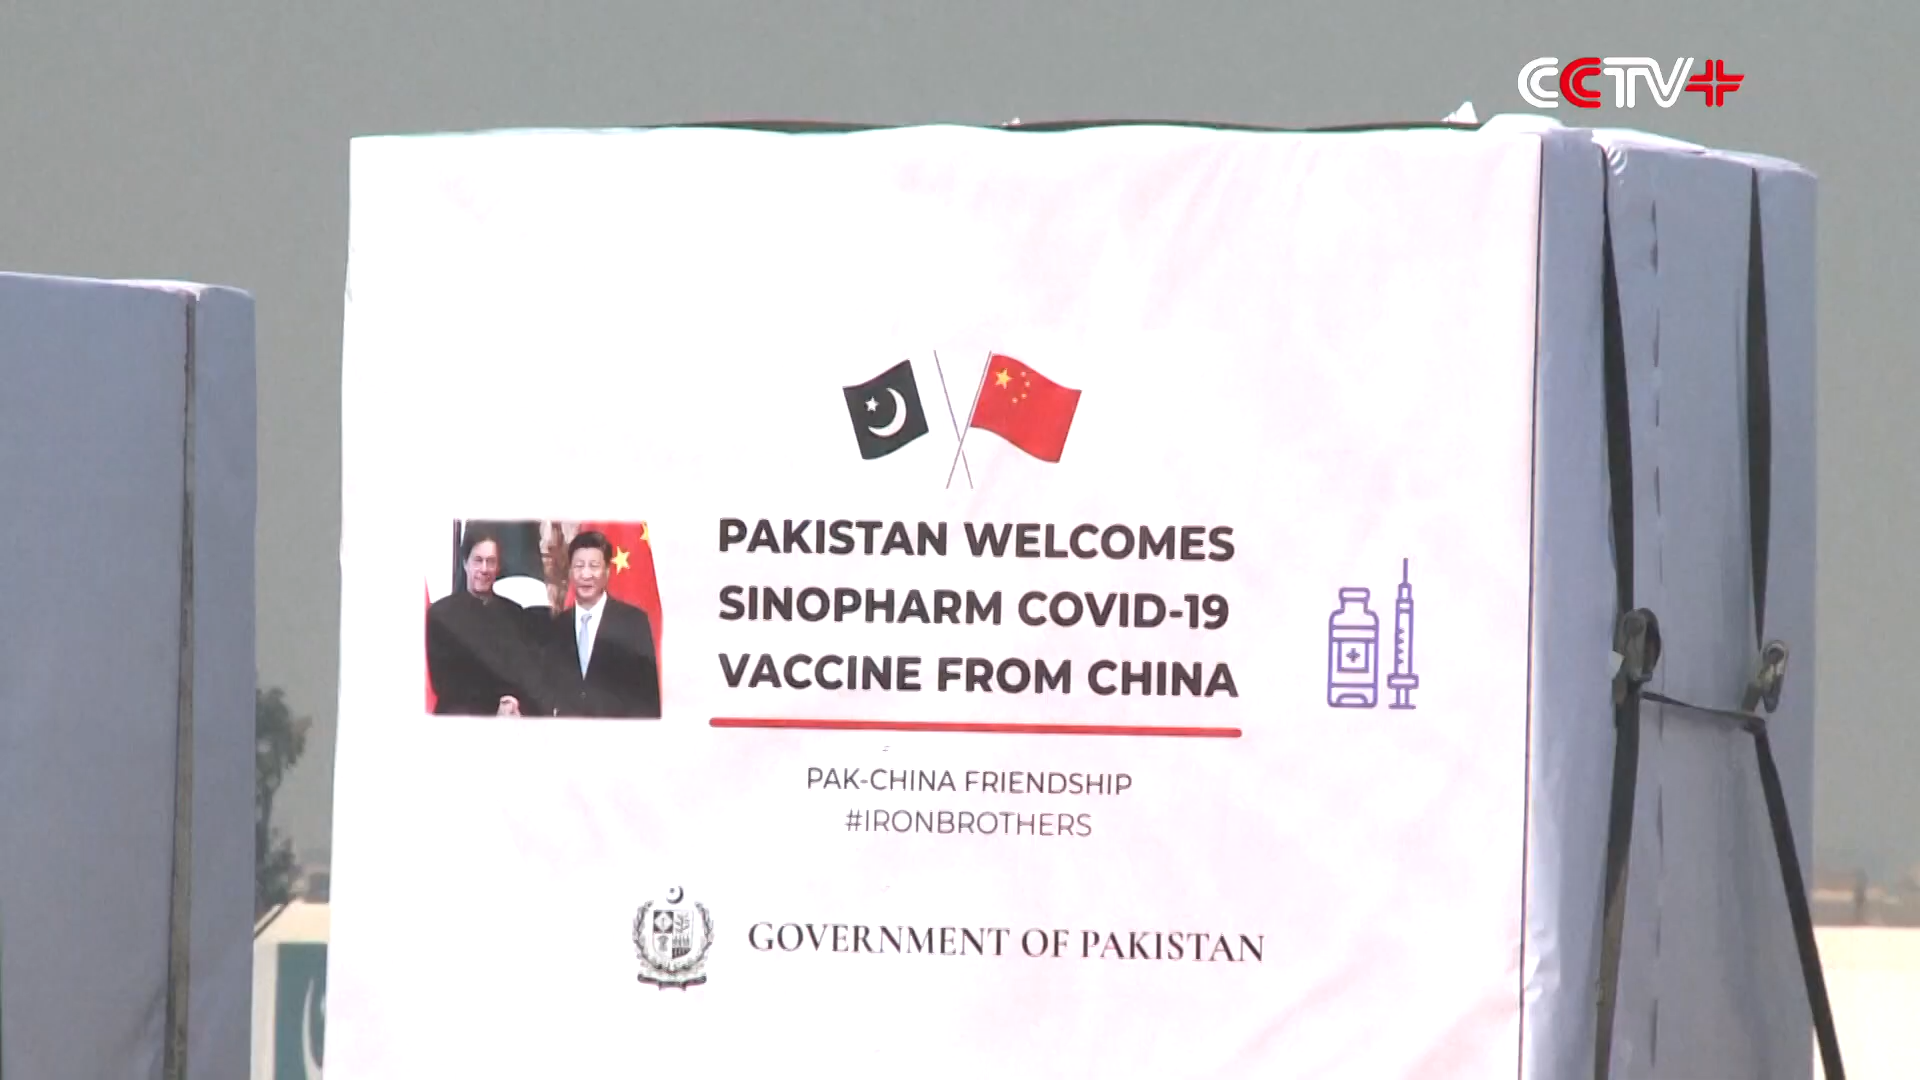 CCTV+
PAKISTAN WELCOMES
SINOPHARM COVID-19
VACCINE FROM CHINA
PAK-CHINA FRIENDSHIP
#IRONBROTHERS
GOVERNMENT OF PAKISTAN